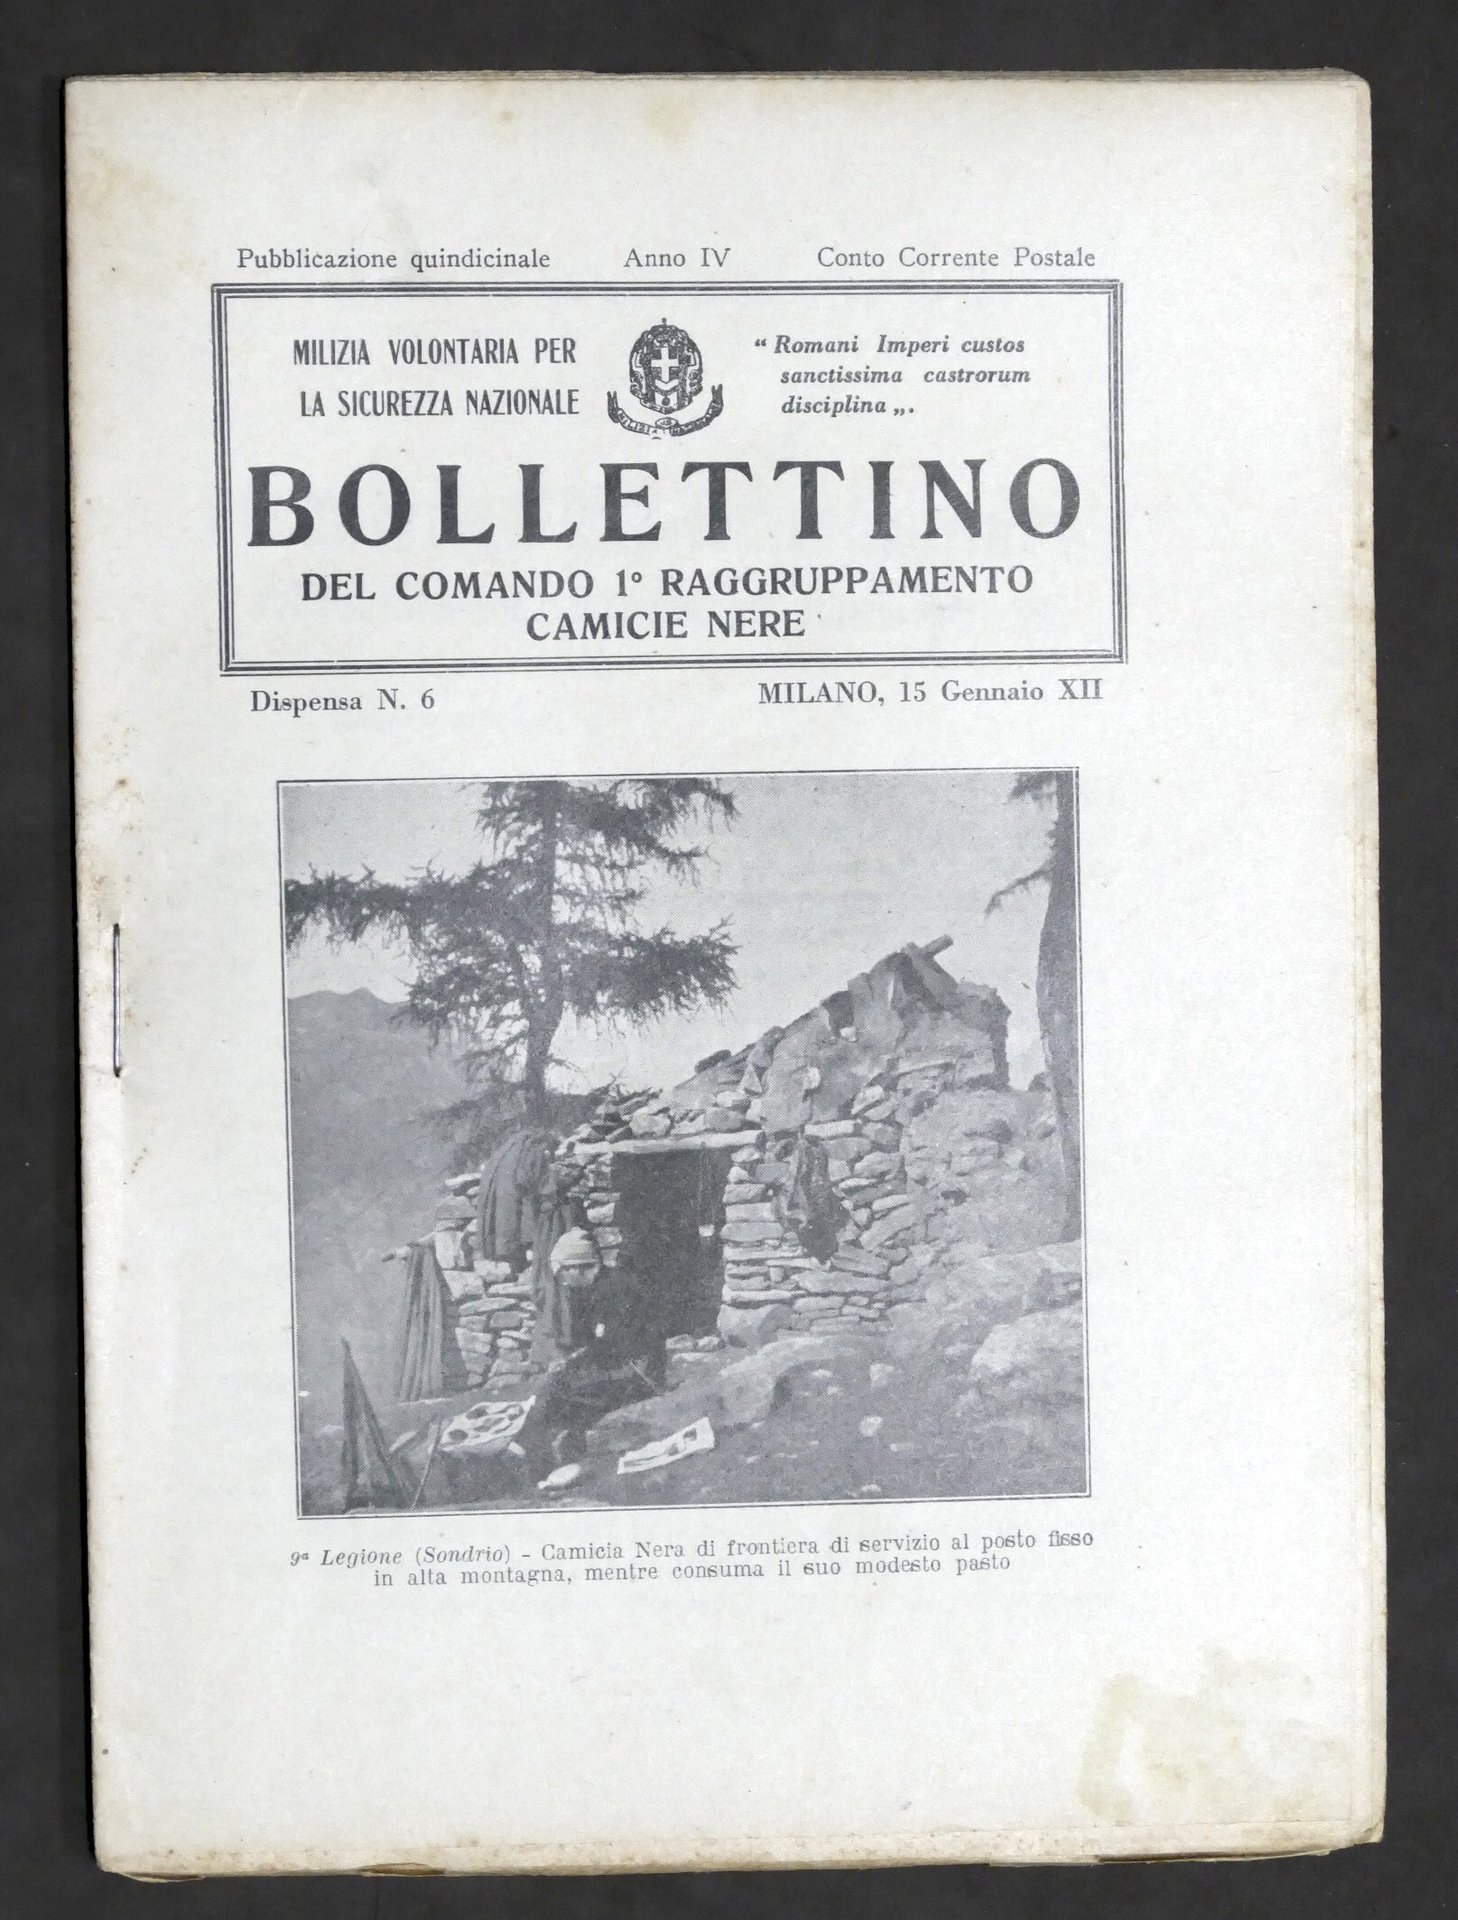 Pubblicazione quindicinale Anno IV Conto Corrente Postale
MILIZIA VOLONTARIA PER
LA SICUREZZA NAZIONALE
“ Romani Imperi custos
sanctissima castrorum
disciplina „.
BOLLETTINO
DEL COMANDO 1° RAGGRUPPAMENTO
CAMICIE NERE
Dispensa N. 6 MILANO, 15 Gennaio XII
9ª Legione (Sondrio) - Camicia Nera di frontiera di servizio al posto fisso
in alta montagna, mentre consuma il suo modesto pasto